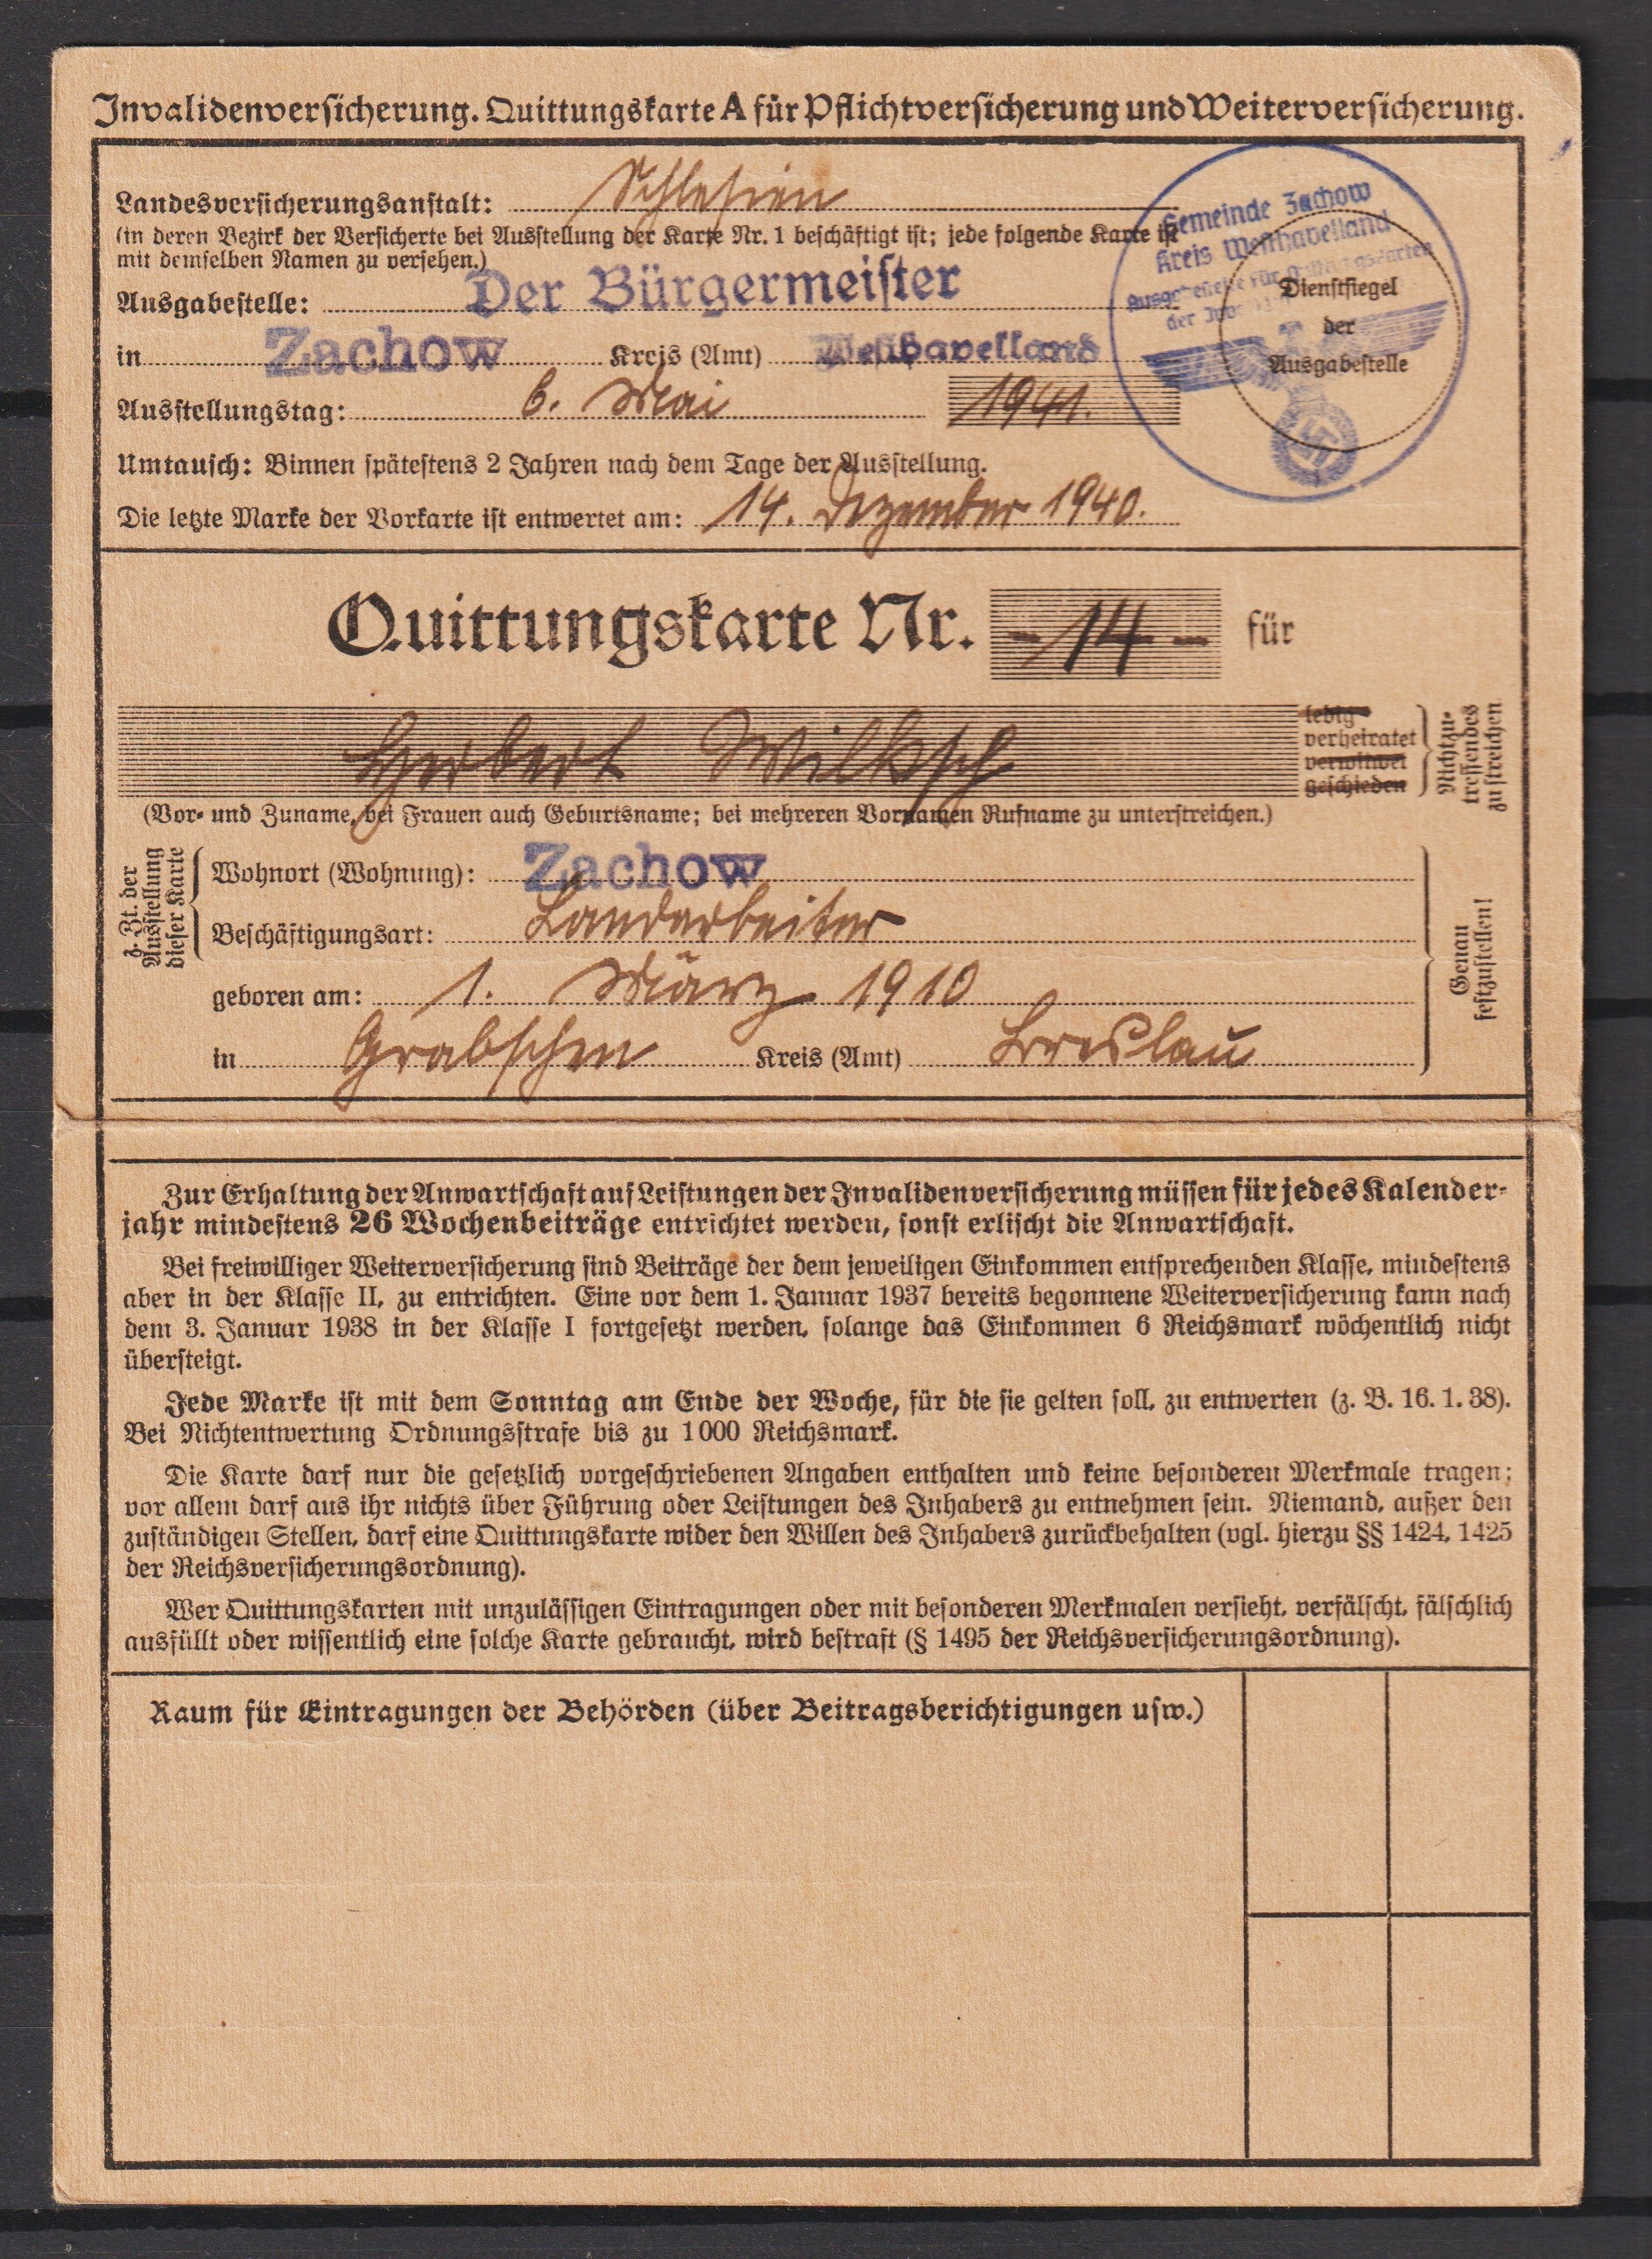 Invalidenversicherung. Quittungskarte A für Pflichtversicherung und Weiterversicherung.
Landesversicherungsanstalt: Schlesien
(in deren Bezirk der Versicherte bei Ausstellung der Karte Nr. 1 beschäftigt ist; jede folgende Karte ist
mit demselben Namen zu versehen.)
Ausgabestelle: Der Bürgermeister
in Zachow Kreis (Amt) Westhavelland
Ausstellungstag: 6. Mai 1941.
Umtausch: Binnen spätestens 2 Jahren nach dem Tage der Ausstellung.
Die letzte Marke der Vorkarte ist entwertet am: 14. Dezember 1940.
Gemeinde Zachow
Kreis Westhavelland
Ausgabestelle für Quittungskarten
der
Dienstsiegel
der
Ausgabestelle
Quittungskarte Nr. -14- für
Herbert Wilksch
ledig
verheiratet
verwitwet
geschieden
Nichtzu-
treffendes
zu streichen
(Vor- und Zuname, bei Frauen auch Geburtsname; bei mehreren Vornamen Rufname zu unterstreichen.)
z. Zt. der
Ausstellung
dieser Karte
Wohnort (Wohnung): Zachow
Beschäftigungsart: Landarbeiter
geboren am: 1. März 1910
in Grabschen Kreis (Amt) Breslau
Genau
festzustellen!
Zur Erhaltung der Anwartschaft auf Leistungen der Invalidenversicherung müssen für jedes Kalender-
jahr mindestens 26 Wochenbeiträge entrichtet werden, sonst erlischt die Anwartschaft.
Bei freiwilliger Weiterversicherung sind Beiträge der dem jeweiligen Einkommen entsprechenden Klasse, mindestens
aber in der Klasse II, zu entrichten. Eine vor dem 1. Januar 1937 bereits begonnene Weiterversicherung kann nach
dem 3. Januar 1938 in der Klasse I fortgesetzt werden, solange das Einkommen 6 Reichsmark wöchentlich nicht
übersteigt.
Jede Marke ist mit dem Sonntag am Ende der Woche, für die sie gelten soll, zu entwerten (z. B. 16. 1. 38).
Bei Nichtentwertung Ordnungsstrafe bis zu 1000 Reichsmark.
Die Karte darf nur die gesetzlich vorgeschriebenen Angaben enthalten und keine besonderen Merkmale tragen;
vor allem darf aus ihr nichts über Führung oder Leistungen des Inhabers zu entnehmen sein. Niemand, außer den
zuständigen Stellen, darf eine Quittungskarte wider den Willen des Inhabers zurückbehalten (vgl. hierzu §§ 1424, 1425
der Reichsversicherungsordnung).
Wer Quittungskarten mit unzulässigen Eintragungen oder mit besonderen Merkmalen versieht, verfälscht, fälschlich
ausfüllt oder wissentlich eine solche Karte gebraucht, wird bestraft (§ 1495 der Reichsversicherungsordnung).
Raum für Eintragungen der Behörden (über Beitragsberichtigungen usw.)